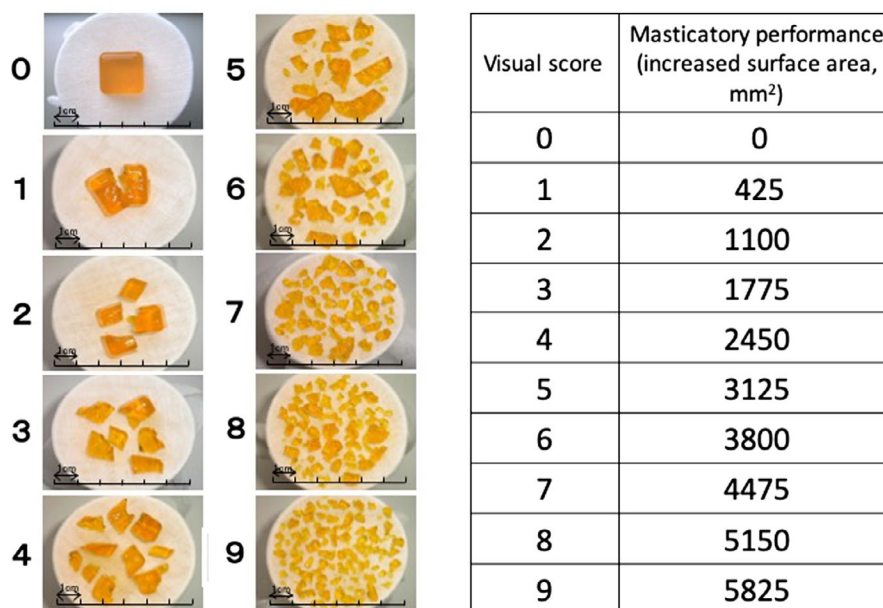 0
1cm
1
1cm
2
1cm
3
1cm
4
1cm
5
1cm
6
1cm
7
1cm
8
1cm
9
1cm
Visual score
Masticatory performance
(increased surface area,
mm²)
0 0
1 425
2 1100
3 1775
4 2450
5 3125
6 3800
7 4475
8 5150
9 5825